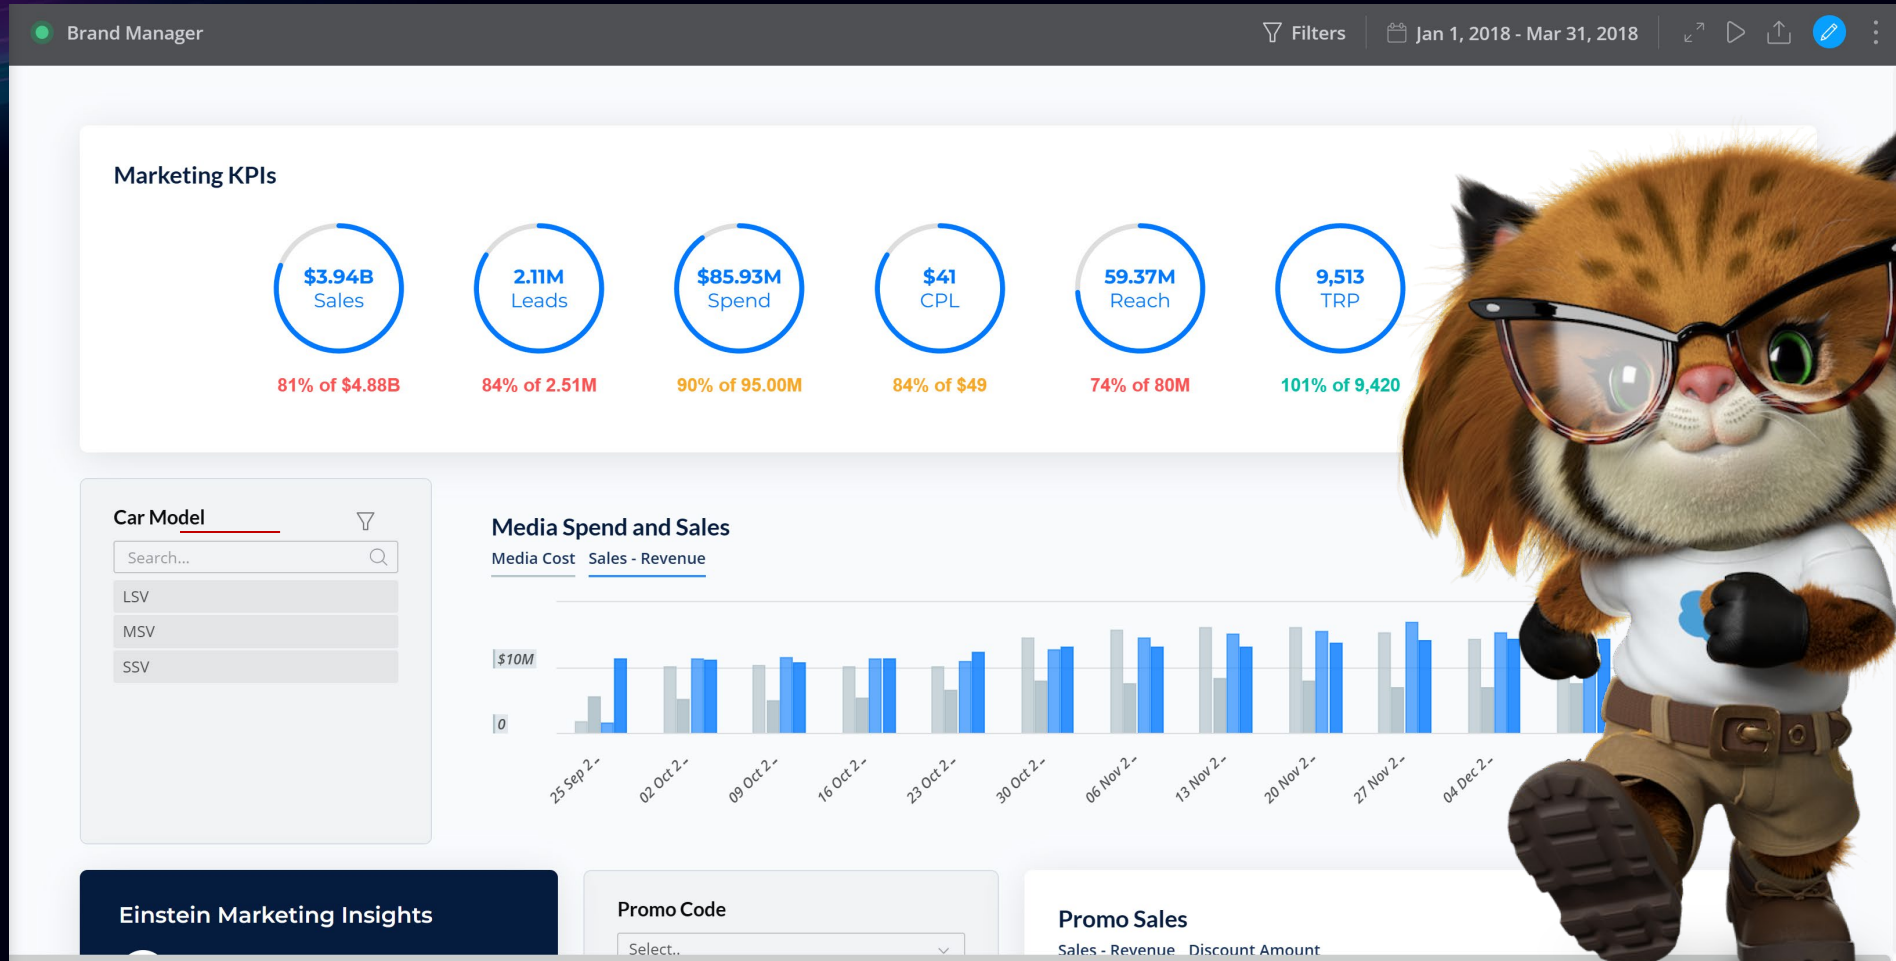 Brand Manager
Filters
Jan 1, 2018 - Mar 31, 2018
Marketing KPIs
$3.94B
Sales
81% of $4.88B
2.11M
Leads
84% of 2.51M
$85.93M
Spend
90% of 95.00M
$41
CPL
84% of $49
59.37M
Reach
74% of 80M
9,513
TRP
101% of 9,420
Car Model
Search...
LSV
MSV
SSV
Media Spend and Sales
Media Cost Sales - Revenue
$10M
0
25 Sep 2-
02 Oct 2-
09 Oct 2-
16 Oct 2-
23 Oct 2-
30 Oct 2-
06 Nov 2-
13 Nov 2-
20 Nov 2-
27 Nov 2-
04 Dec 2-
Einstein Marketing Insights
Promo Code
Select..
Promo Sales
Sales - Revenue Discount Amount